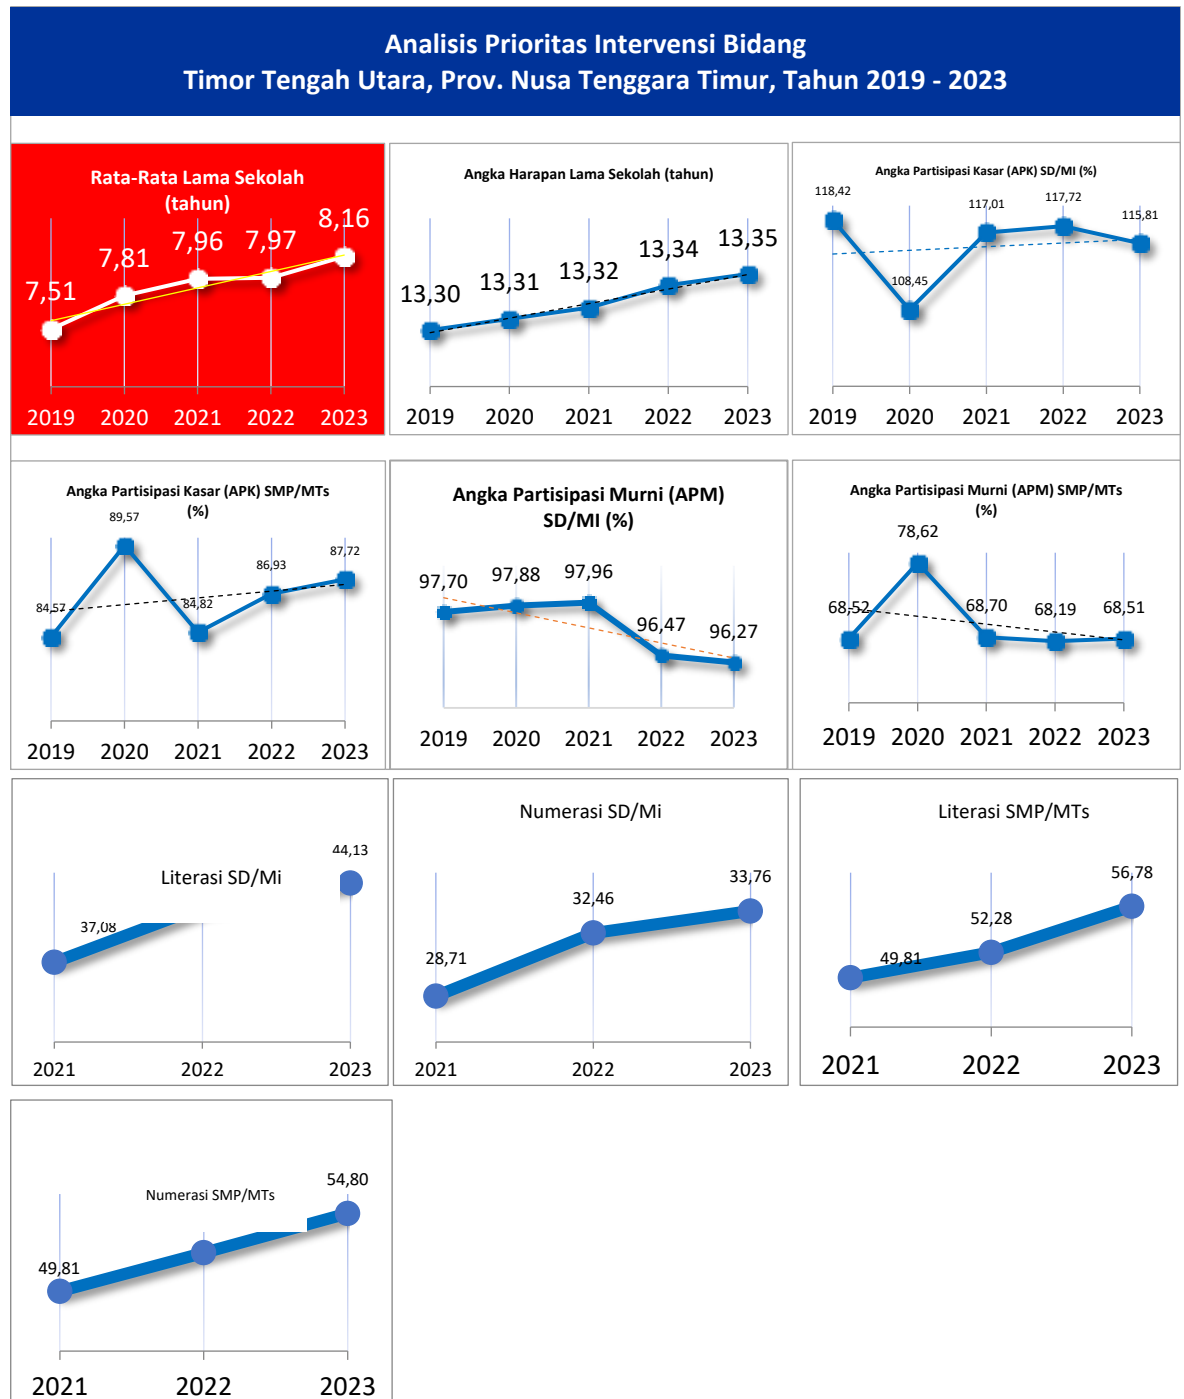 Analisis Prioritas Intervensi Bidang
Timor Tengah Utara, Prov. Nusa Tenggara Timur, Tahun 2019 - 2023
Rata-Rata Lama Sekolah
(tahun)
7,51
7,81
7,96
7,97
8,16
2019 2020 2021 2022 2023
Angka Harapan Lama Sekolah (tahun)
13,30
13,31
13,32
13,34
13,35
2019 2020 2021 2022 2023
Angka Partisipasi Kasar (APK) SD/MI (%)
118,42
108,45
117,01
117,72
115,81
2019 2020 2021 2022 2023
Angka Partisipasi Kasar (APK) SMP/MTs
(%)
84,57
89,57
84,82
86,93
87,72
2019 2020 2021 2022 2023
Angka Partisipasi Murni (APM)
SD/MI (%)
97,70
97,88
97,96
96,47
96,27
2019 2020 2021 2022 2023
Angka Partisipasi Murni (APM) SMP/MTs
(%)
68,52
78,62
68,70
68,19
68,51
2019 2020 2021 2022 2023
Literasi SD/Mi
37,08
44,13
2021 2022 2023
Numerasi SD/Mi
28,71
32,46
33,76
2021 2022 2023
Literasi SMP/MTs
49,81
52,28
56,78
2021 2022 2023
Numerasi SMP/MTs
49,81
54,80
2021 2022 2023